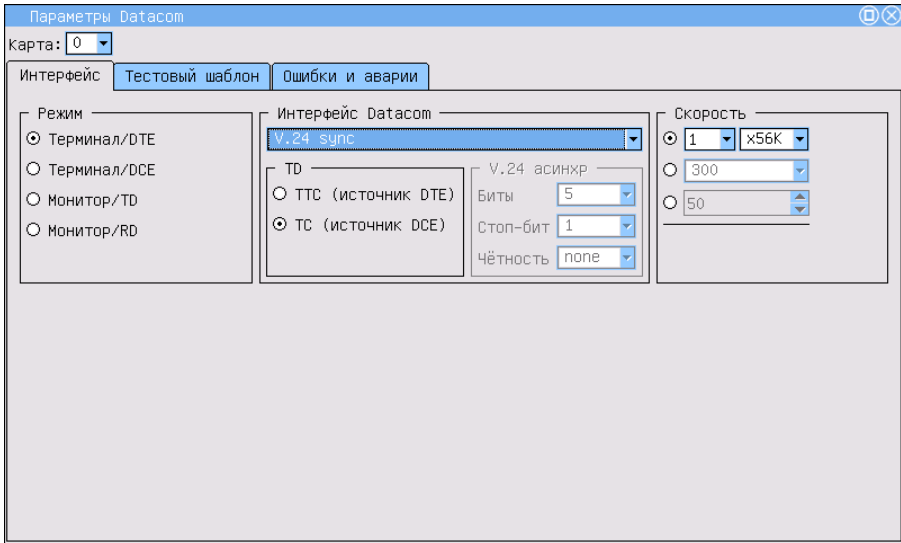 Параметры Datacom
Карта: 0
Интерфейс Тестовый шаблон Ошибки и аварии
Режим
Терминал/DTE
Терминал/DCE
Монитор/TD
Монитор/RD
Интерфейс Datacom
V.24 sync
TD
TTC (источник DTE)
TC (источник DCE)
V.24 асинхр
Биты 5
Стоп-бит 1
Чётность none
Скорость
1 x56K
300
50